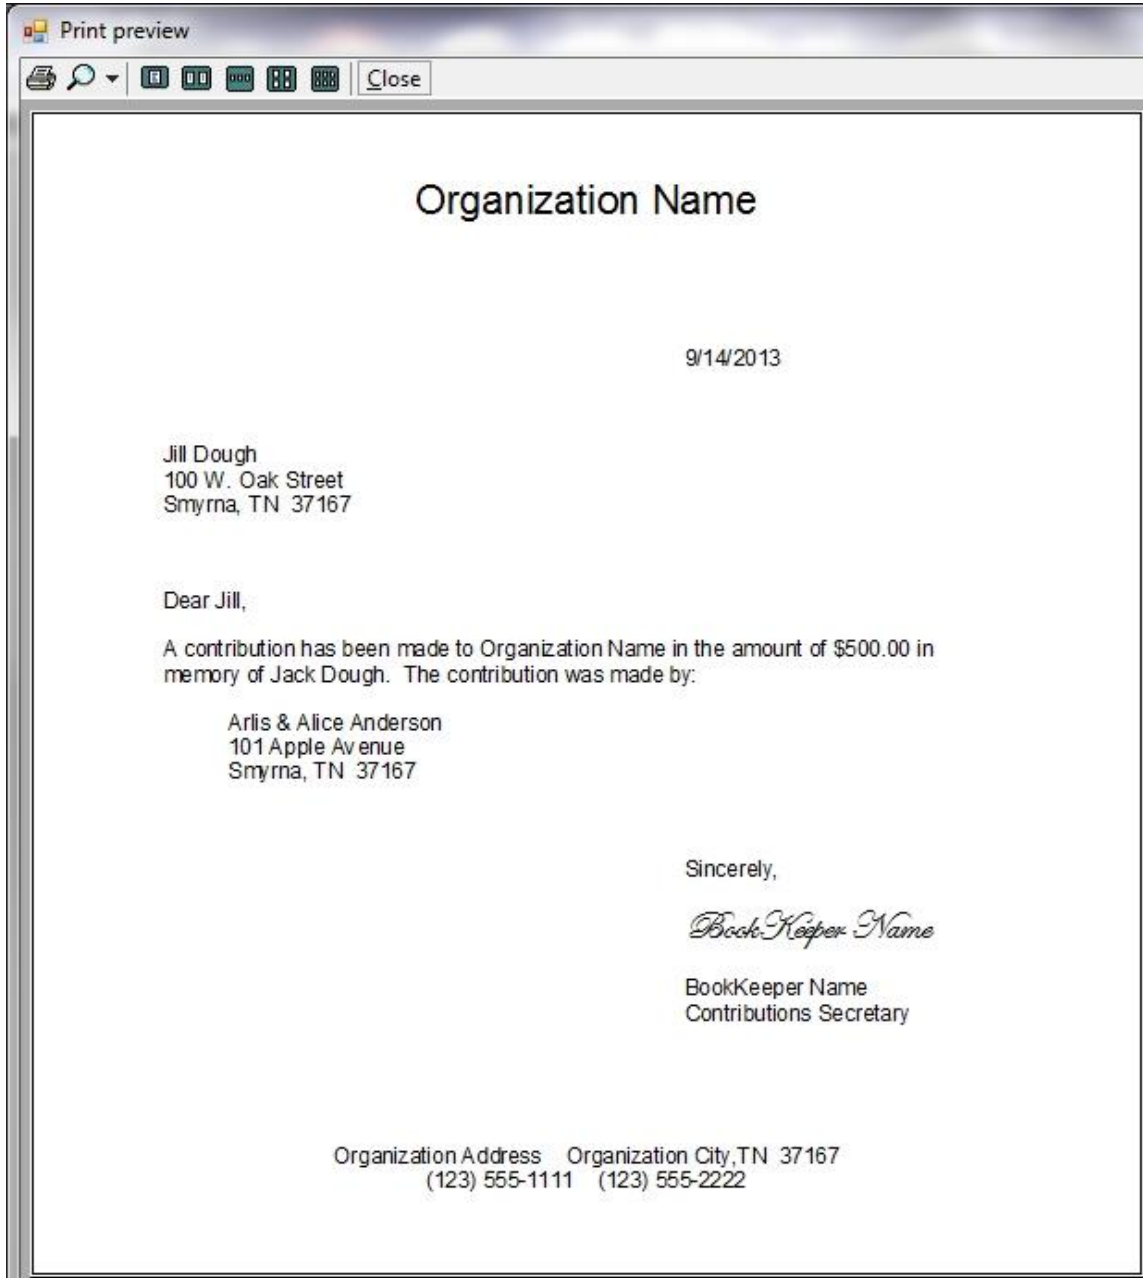 Print preview
Close
Organization Name
9/14/2013
Jill Dough
100 W. Oak Street
Smyrna, TN  37167
Dear Jill,
A contribution has been made to Organization Name in the amount of $500.00 in
memory of Jack Dough.  The contribution was made by:
Arlis & Alice Anderson
101 Apple Avenue
Smyrna, TN  37167
Sincerely,
BookKeeper Name
BookKeeper Name
Contributions Secretary
Organization Address    Organization City,TN  37167
(123) 555-1111    (123) 555-2222